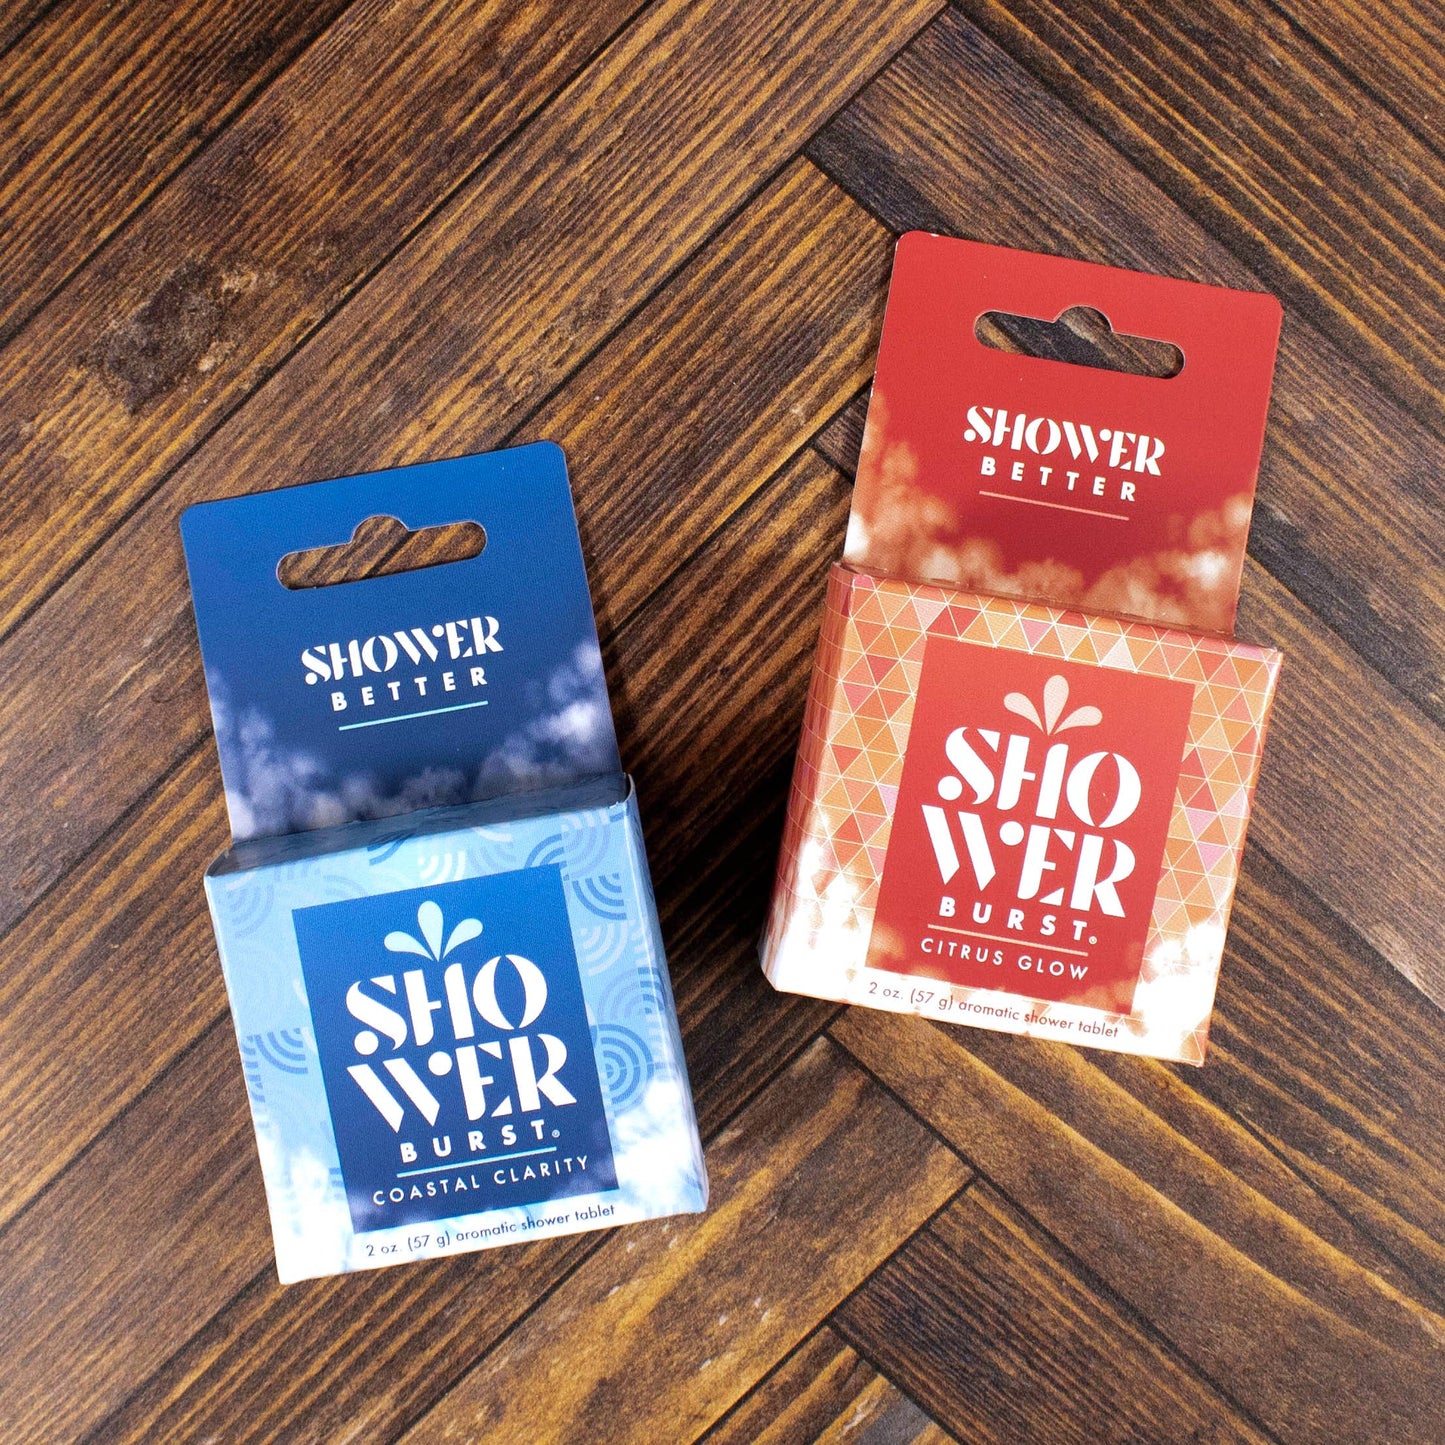 SHOWER
BETTER
SHO
WER
BURST®
COASTAL CLARITY
2 oz. (57 g) aromatic shower tablet
SHOWER
BETTER
SHO
WER
BURST®
CITRUS GLOW
2 oz. (57 g) aromatic shower tablet